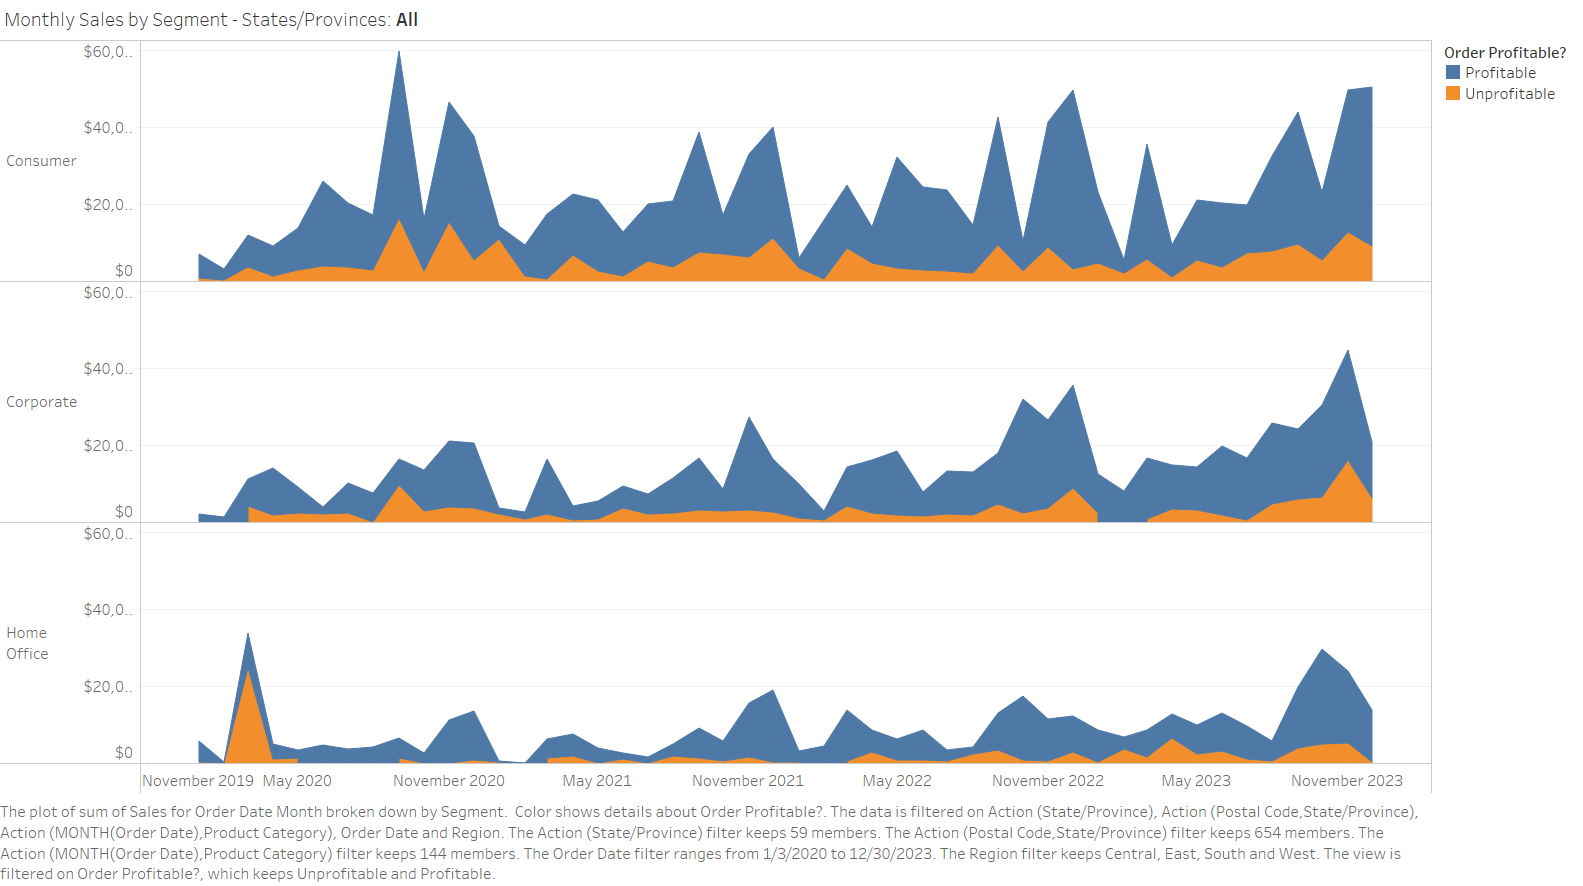 Monthly Sales by Segment - States/Provinces: All
Order Profitable?
Profitable
Unprofitable
Consumer
$60,0..
$40,0..
$20,0..
$0
Corporate
$60,0..
$40,0..
$20,0..
$0
Home
Office
$60,0..
$40,0..
$20,0..
$0
November 2019 May 2020 November 2020 May 2021 November 2021 May 2022 November 2022 May 2023 November 2023
The plot of sum of Sales for Order Date Month broken down by Segment. Color shows details about Order Profitable?. The data is filtered on Action (State/Province), Action (Postal Code,State/Province),
Action (MONTH(Order Date),Product Category), Order Date and Region. The Action (State/Province) filter keeps 59 members. The Action (Postal Code,State/Province) filter keeps 654 members. The
Action (MONTH(Order Date),Product Category) filter keeps 144 members. The Order Date filter ranges from 1/3/2020 to 12/30/2023. The Region filter keeps Central, East, South and West. The view is
filtered on Order Profitable?, which keeps Unprofitable and Profitable.